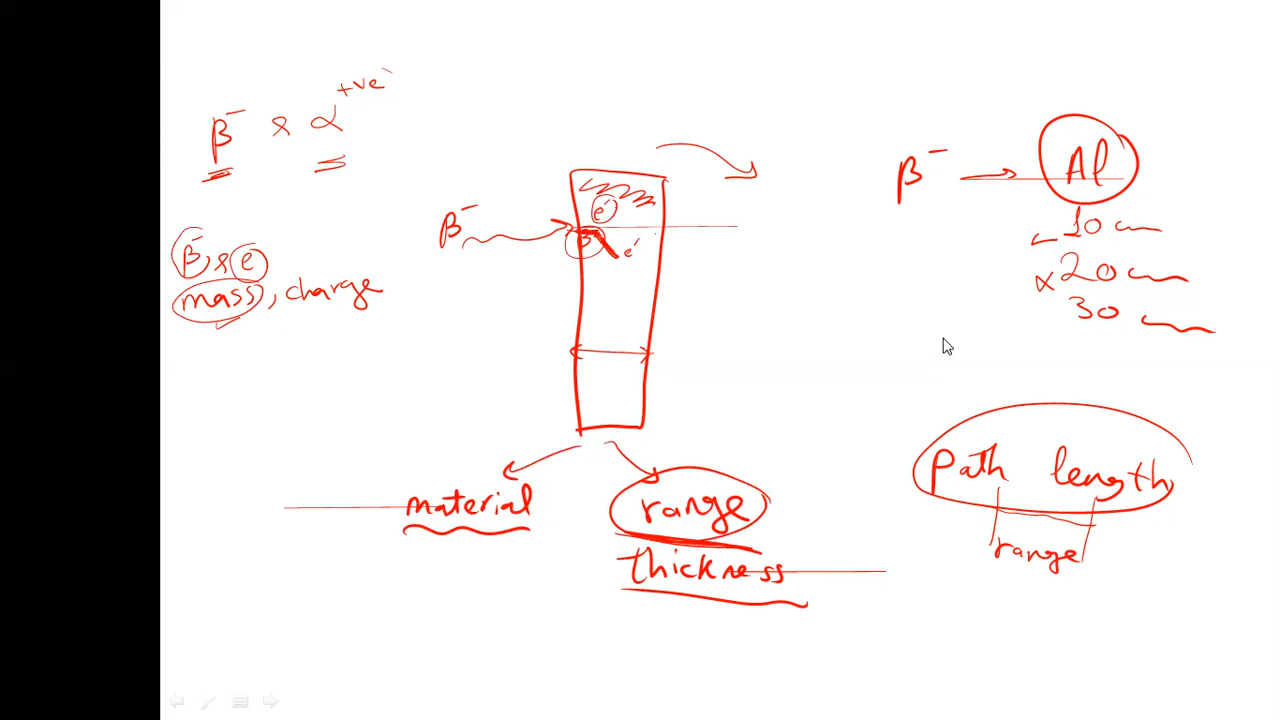 β⁻ & α +ve
β⁻ & e⁻
mass, charge
β⁻
e⁻
β
e⁻
material
range
thickness
β⁻ → Al
10 cm
20 cm
30 cm
path length
range